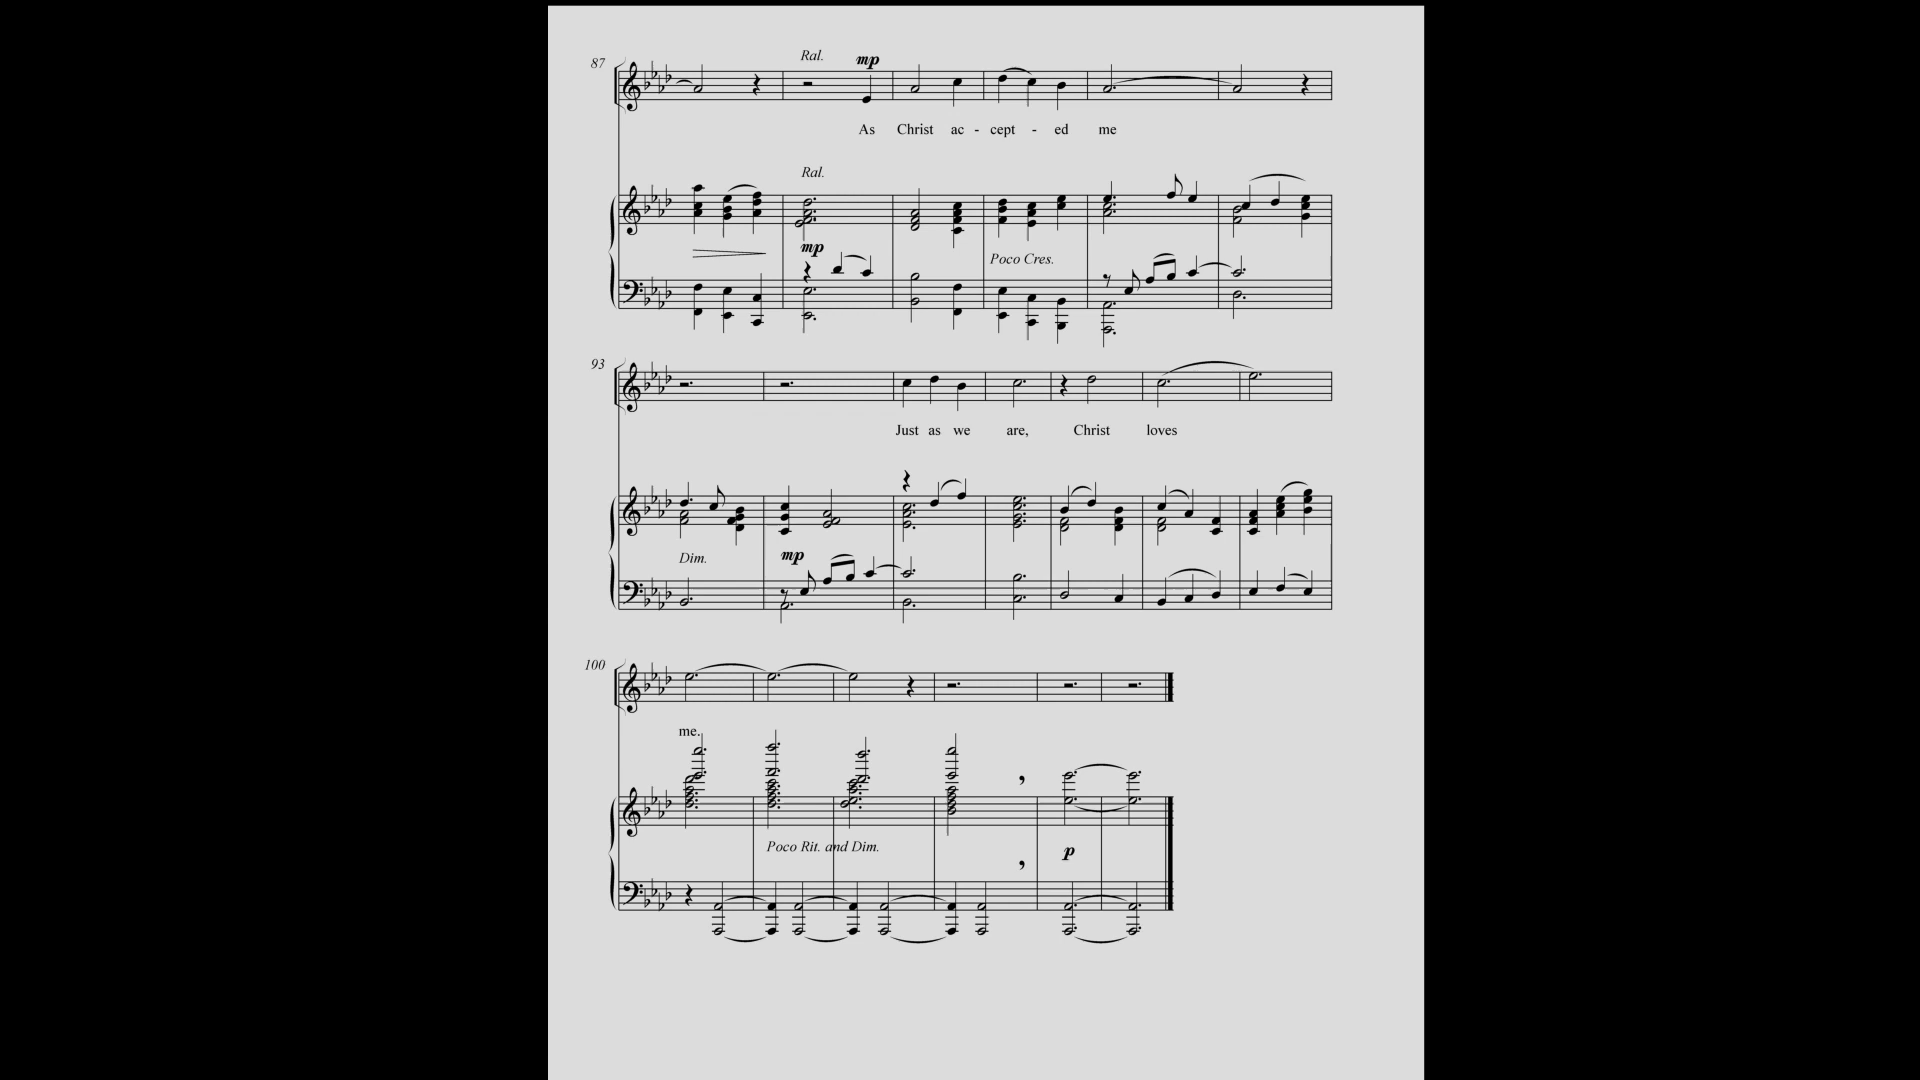 87
Ral.
mp
As Christ ac - cept - ed me
Ral.
mp
Poco Cres.
93
Just as we are, Christ loves
Dim.
mp
100
me.
Poco Rit. and Dim.
p